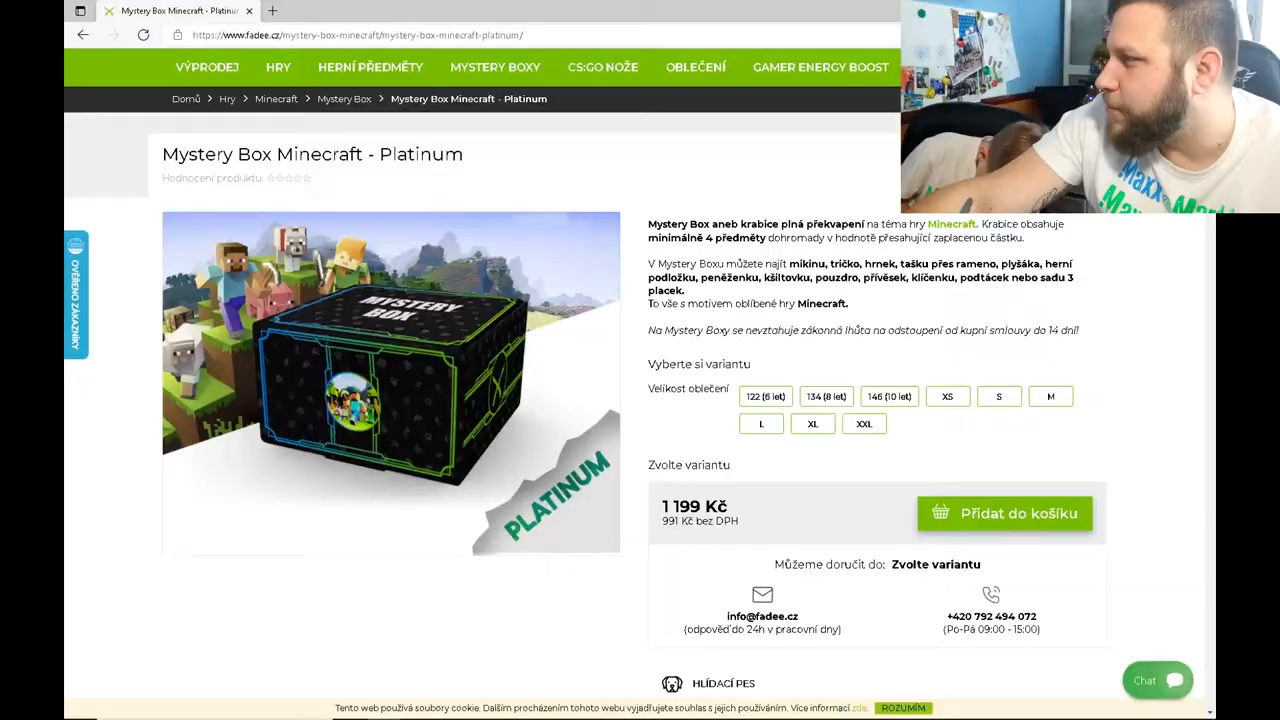 Mystery Box Minecraft - Platinu
https://www.fadee.cz/mystery-box-minecraft/mystery-box-minecraft-platinum/
VÝPRODEJ HRY HERNÍ PŘEDMĚTY MYSTERY BOXY CS:GO NOŽE OBLEČENÍ GAMER ENERGY BOOST
Domů > Hry > Minecraft > Mystery Box > Mystery Box Minecraft - Platinum
Mystery Box Minecraft - Platinum
Hodnocení produktu:
OVĚŘENO ZÁKAZNÍKY
MYSTERY
BOX
PLATINUM
Mystery Box aneb krabice plná překvapení na téma hry Minecraft. Krabice obsahuje
minimálně 4 předměty dohromady v hodnotě přesahující zaplacenou částku.
V Mystery Boxu můžete najít mikinu, tričko, hrnek, tašku přes rameno, plyšáka, herní
podložku, peněženku, kšiltovku, pouzdro, přívěsek, klíčenku, podtácek nebo sadu 3
placek.
To vše s motivem oblíbené hry Minecraft.
Na Mystery Boxy se nevztahuje zákonná lhůta na odstoupení od kupní smlouvy do 14 dní!
Vyberte si variantu
Velikost oblečení 122 (6 let) 134 (8 let) 146 (10 let) XS S M
L XL XXL
Zvolte variantu
1 199 Kč
991 Kč bez DPH
Přidat do košíku
Můžeme doručit do: Zvolte variantu
info@fadee.cz
(odpověď do 24h v pracovní dny)
+420 792 494 072
(Po-Pá 09:00 - 15:00)
HLÍDACÍ PES
Chat
Tento web používá soubory cookie. Dalším procházením tohoto webu vyjadřujete souhlas s jejich používáním. Více informací zde. ROZUMÍM